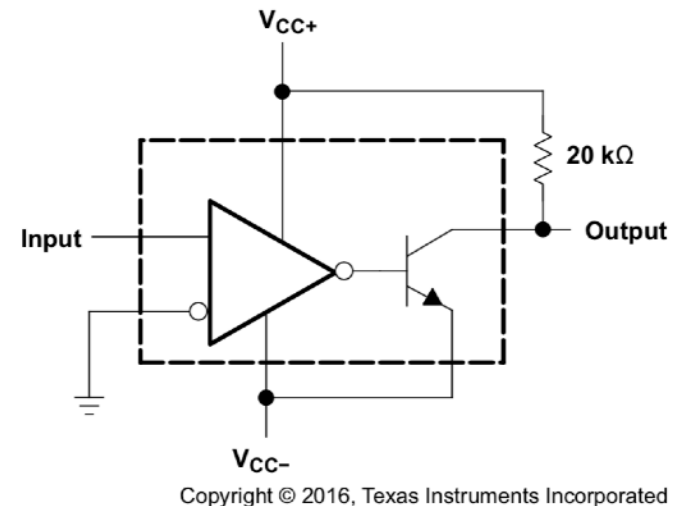 VCC+
20 kΩ
Input
Output
VCC−
Copyright © 2016, Texas Instruments Incorporated